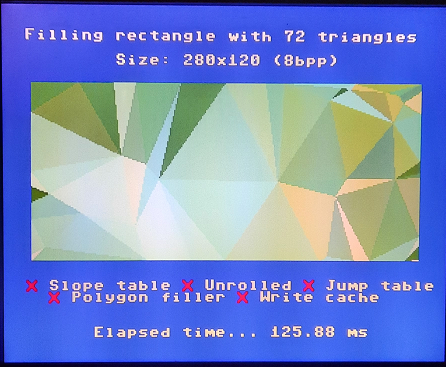 Filling rectangle with 72 triangles
Size: 280x120 (8bpp)
X Slope table X Unrolled X Jump table
X Polygon filler X Write cache
Elapsed time... 125.88 ms